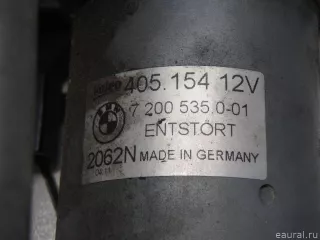 405.154 12V
7 200 535.0-01
ENTSTÖRT
2062N MADE IN GERMANY
eaural.ru